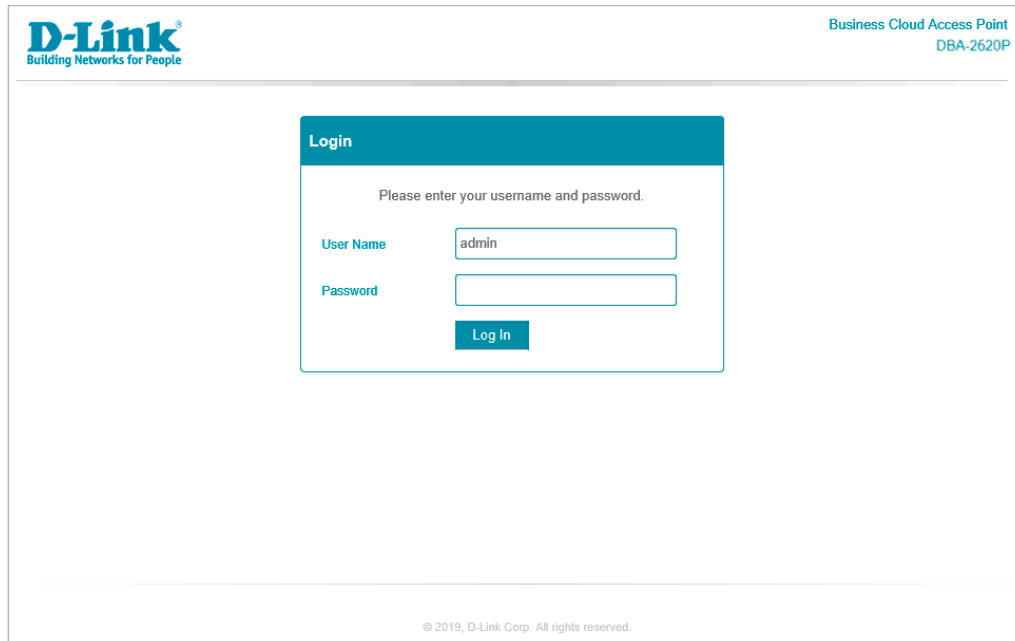 D-Link®
Building Networks for People
Business Cloud Access Point
DBA-2620P
Login
Please enter your username and password.
User Name
admin
Password
Log In
© 2019, D-Link Corp. All rights reserved.